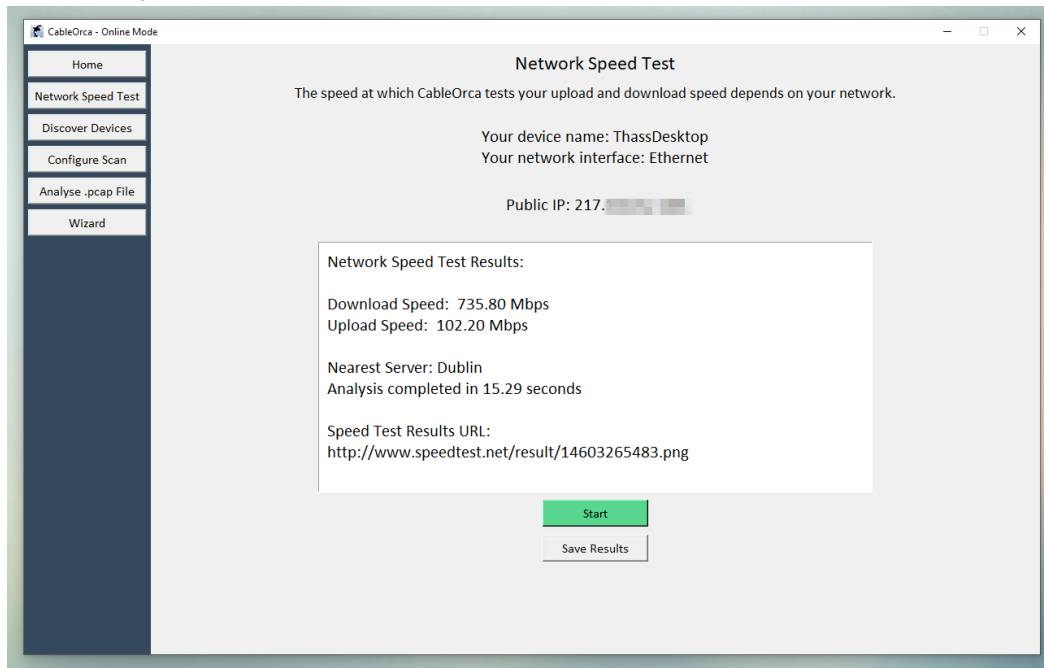 CableOrca - Online Mode
Home
Network Speed Test
Discover Devices
Configure Scan
Analyse .pcap File
Wizard
Network Speed Test
The speed at which CableOrca tests your upload and download speed depends on your network.
Your device name: ThassDesktop
Your network interface: Ethernet
Public IP: 217.
Network Speed Test Results:
Download Speed:  735.80 Mbps
Upload Speed:  102.20 Mbps
Nearest Server: Dublin
Analysis completed in 15.29 seconds
Speed Test Results URL:
http://www.speedtest.net/result/14603265483.png
Start
Save Results